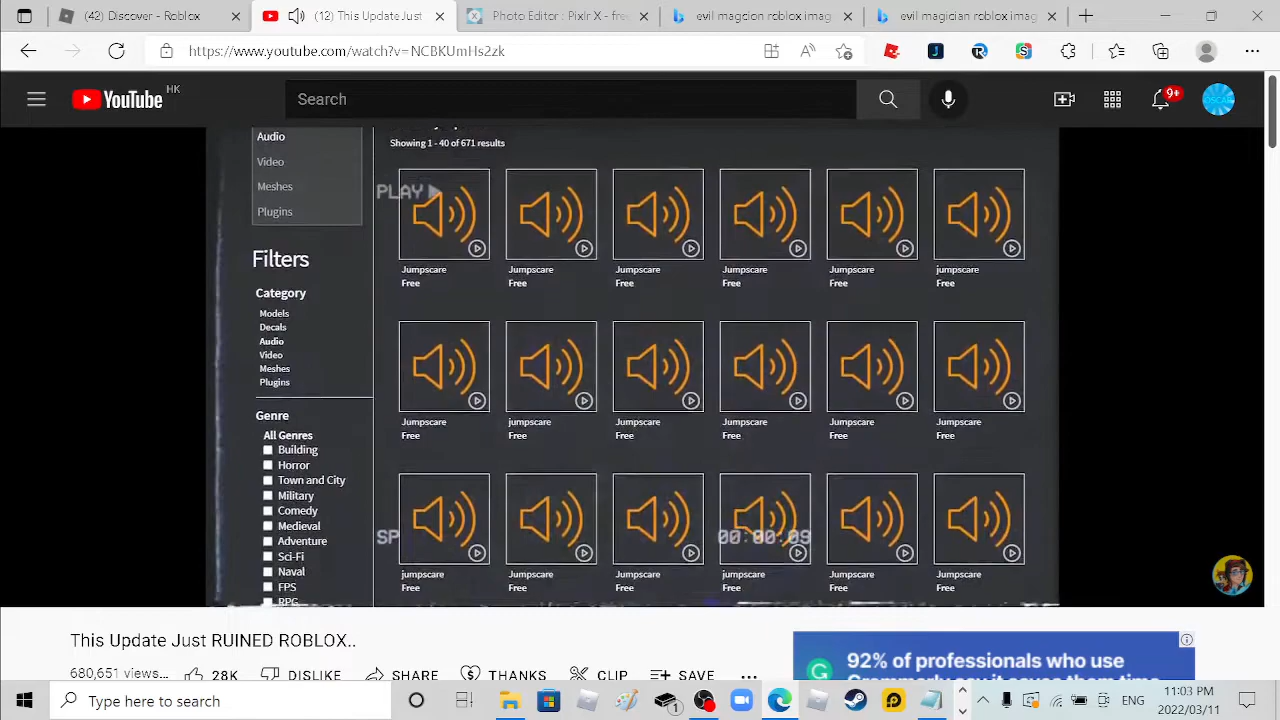 (42) Discover - Roblox
(12) This Update Just
Photo Editor : Pixlr X - free
evil magical roblox imag
evil magical roblox imag
https://www.youtube.com/watch?v=NCBKUmHs2zk
YouTube HK
Search
9+
OSCAR
Audio
Video
Meshes
Plugins
Showing 1 - 40 of 671 results
PLAY
Jumpscare Jumpscare Jumpscare Jumpscare Jumpscare jumpscare
Free Free Free Free Free Free
Filters
Category
Models
Decals
Audio
Video
Meshes
Plugins
Jumpscare jumpscare Jumpscare Jumpscare Jumpscare Jumpscare
Free Free Free Free Free Free
Genre
All Genres
Building
Horror
Town and City
Military
Comedy
Medieval
Adventure
Sci-Fi
Naval
FPS
RPG
SP
00:00:09
jumpscare Jumpscare Jumpscare jumpscare Jumpscare Jumpscare
Free Free Free Free Free Free
This Update Just RUINED ROBLOX..
680,651 views
28K
DISLIKE
SHARE
THANKS
CLIP
SAVE
92% of professionals who use
Type here to search
1
ENG
11:03 PM
2022/03/11